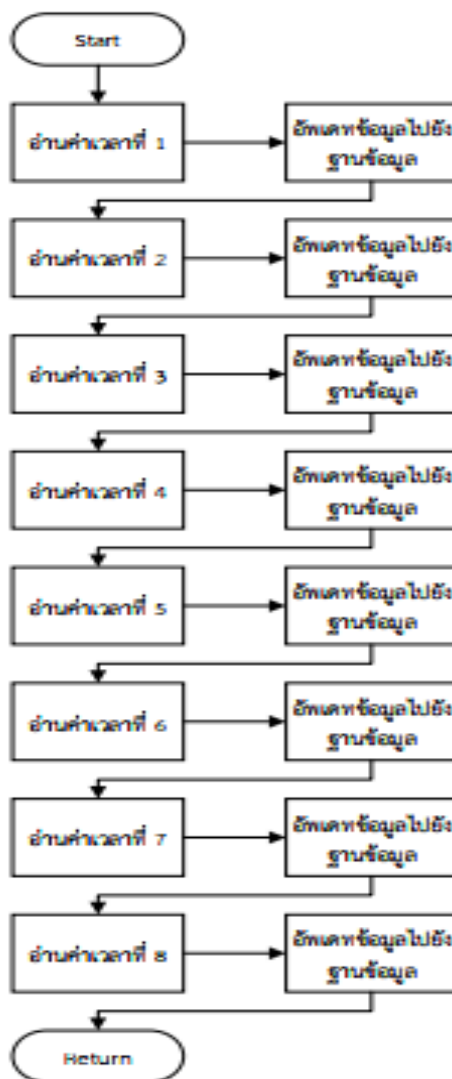 Start
อ่านค่าเวลาที่ 1
อัพเดทข้อมูลไปยัง
ฐานข้อมูล
อ่านค่าเวลาที่ 2
อัพเดทข้อมูลไปยัง
ฐานข้อมูล
อ่านค่าเวลาที่ 3
อัพเดทข้อมูลไปยัง
ฐานข้อมูล
อ่านค่าเวลาที่ 4
อัพเดทข้อมูลไปยัง
ฐานข้อมูล
อ่านค่าเวลาที่ 5
อัพเดทข้อมูลไปยัง
ฐานข้อมูล
อ่านค่าเวลาที่ 6
อัพเดทข้อมูลไปยัง
ฐานข้อมูล
อ่านค่าเวลาที่ 7
อัพเดทข้อมูลไปยัง
ฐานข้อมูล
อ่านค่าเวลาที่ 8
อัพเดทข้อมูลไปยัง
ฐานข้อมูล
Return